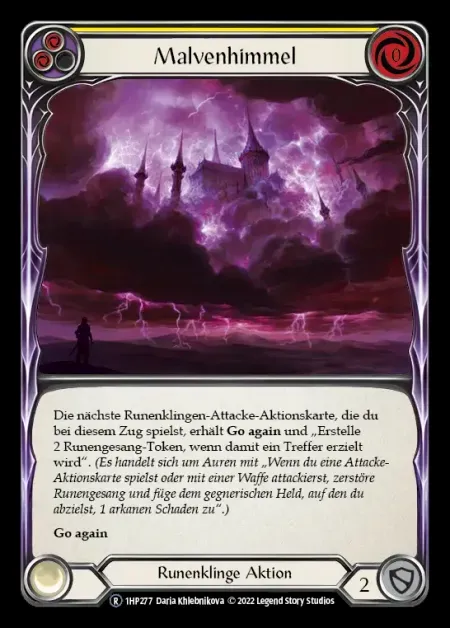 Malvenhimmel
0
Die nächste Runenklingen-Attacke-Aktionskarte, die du
bei diesem Zug spielst, erhält Go again und „Erstelle
2 Runengesang-Token, wenn damit ein Treffer erzielt
wird“. (Es handelt sich um Auren mit „Wenn du eine Attacke-
Aktionskarte spielst oder mit einer Waffe attackierst, zerstöre
Runengesang und füge dem gegnerischen Held, auf den du
abzielst, 1 arkanen Schaden zu“.)
Go again
Runenklinge Aktion
2
R 1HP277 Daria Khlebnikova © 2022 Legend Story Studios